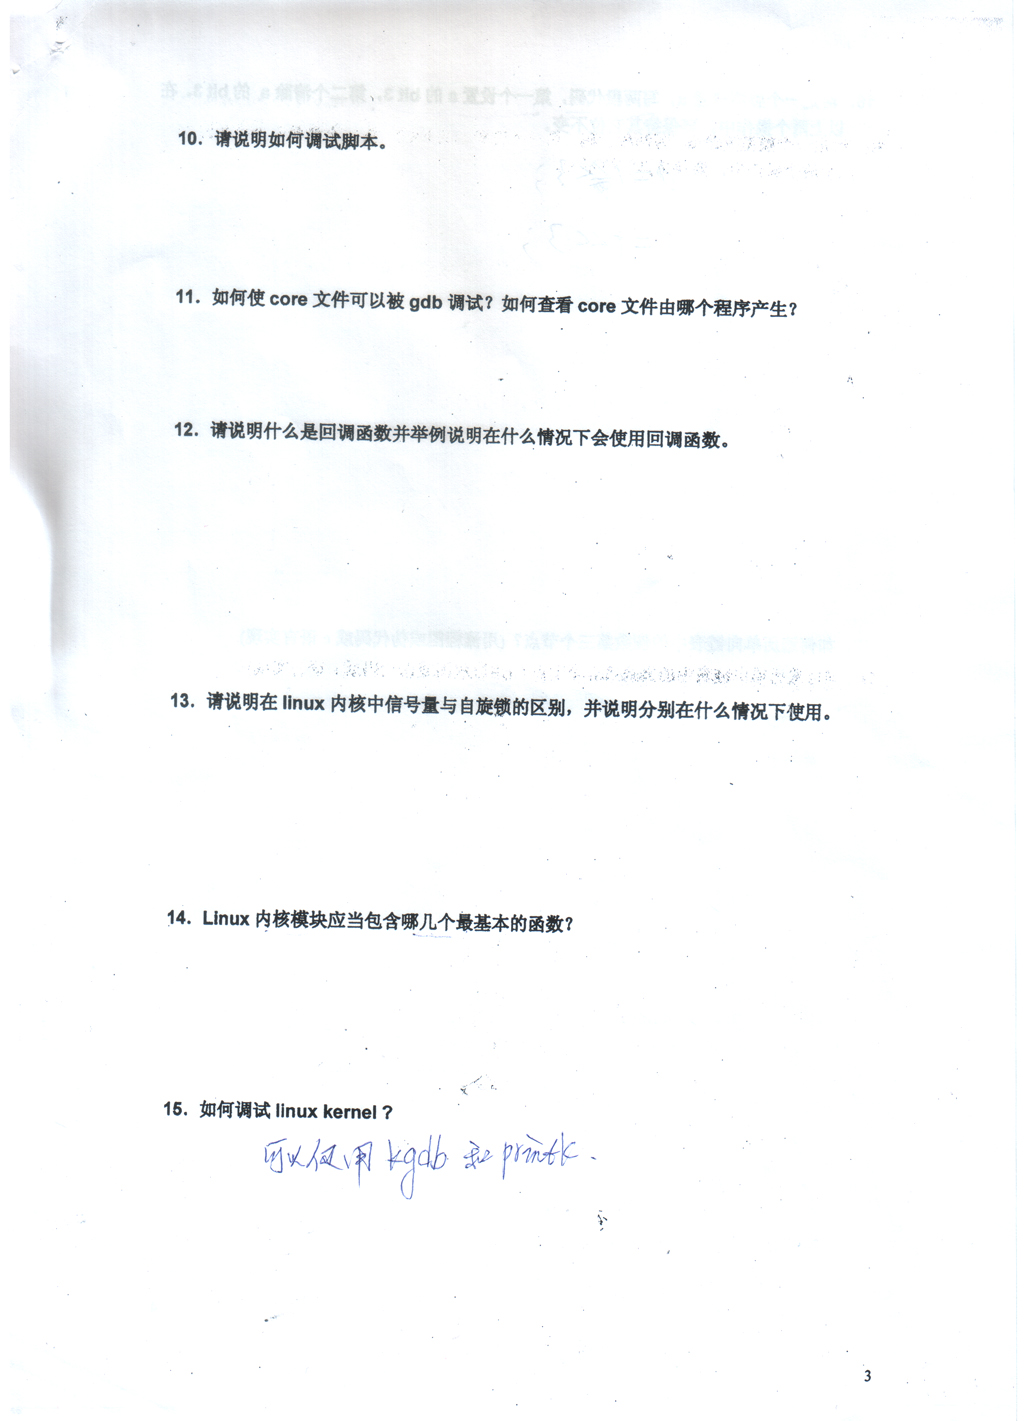 10. 请说明如何调试脚本。
11. 如何使 core 文件可以被 gdb 调试？如何查看 core 文件由哪个程序产生？
12. 请说明什么是回调函数并举例说明在什么情况下会使用回调函数。
13. 请说明在 linux 内核中信号量与自旋锁的区别，并说明分别在什么情况下使用。
14. Linux 内核模块应当包含哪几个最基本的函数？
15. 如何调试 linux kernel？
可以使用 kgdb 和 printk.
3